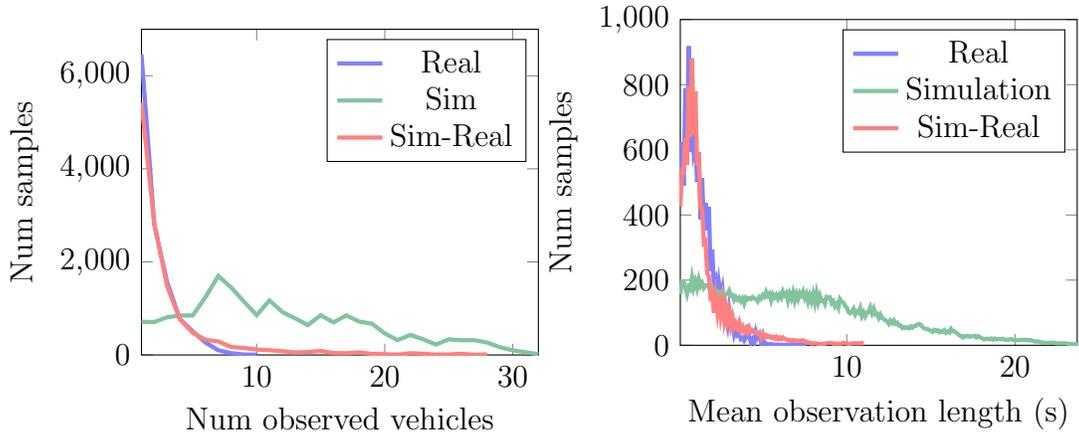 Num samples
6,000
4,000
2,000
0
10
20
30
Num observed vehicles
Real
Sim
Sim-Real
Num samples
1,000
800
600
400
200
0
10
20
Mean observation length (s)
Real
Simulation
Sim-Real